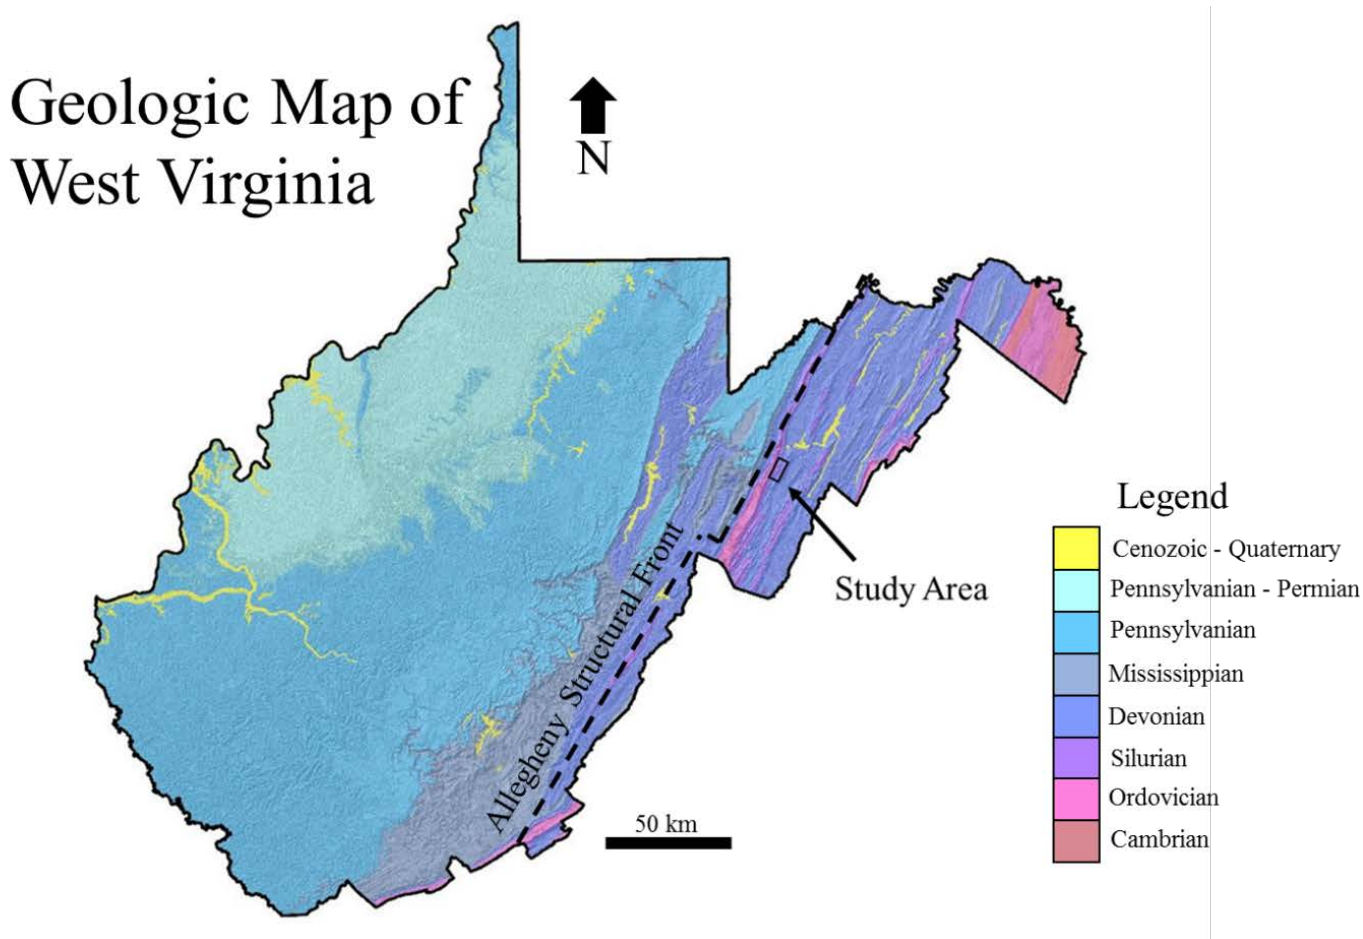 Geologic Map of
West Virginia
N
Allegheny Structural Front
Study Area
50 km
Legend
Cenozoic - Quaternary
Pennsylvanian - Permian
Pennsylvanian
Mississippian
Devonian
Silurian
Ordovician
Cambrian